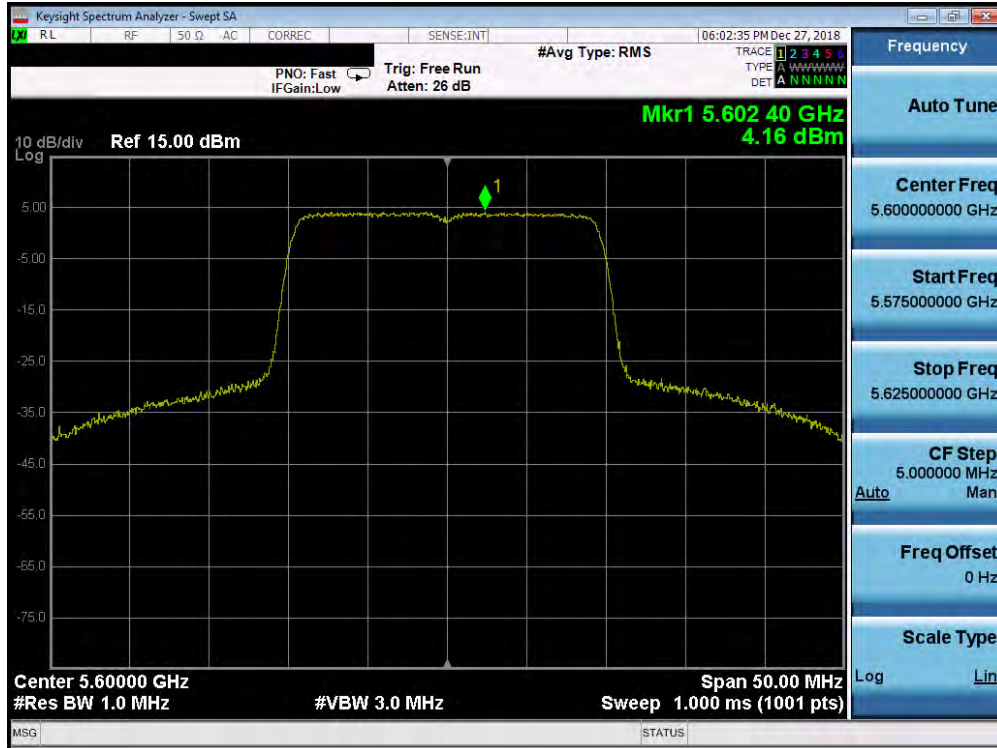 Keysight Spectrum Analyzer - Swept SA
LXI RL RF 50 Ω AC CORREC SENSE:INT 06:02:35 PM Dec 27, 2018
#Avg Type: RMS TRACE 1 2 3 4 5 6
PNO: Fast Trig: Free Run TYPE A WWWWW
IFGain:Low Atten: 26 dB DET A N N N N N
Mkr1 5.602 40 GHz
4.16 dBm
10 dB/div Ref 15.00 dBm
Log
1
5.00
-5.00
-15.0
-25.0
-35.0
-45.0
-55.0
-65.0
-75.0
Center 5.60000 GHz Span 50.00 MHz
#Res BW 1.0 MHz #VBW 3.0 MHz Sweep 1.000 ms (1001 pts)
MSG STATUS
Frequency
Auto Tune
Center Freq
5.600000000 GHz
Start Freq
5.575000000 GHz
Stop Freq
5.625000000 GHz
CF Step
5.000000 MHz
Auto Man
Freq Offset
0 Hz
Scale Type
Log Lin